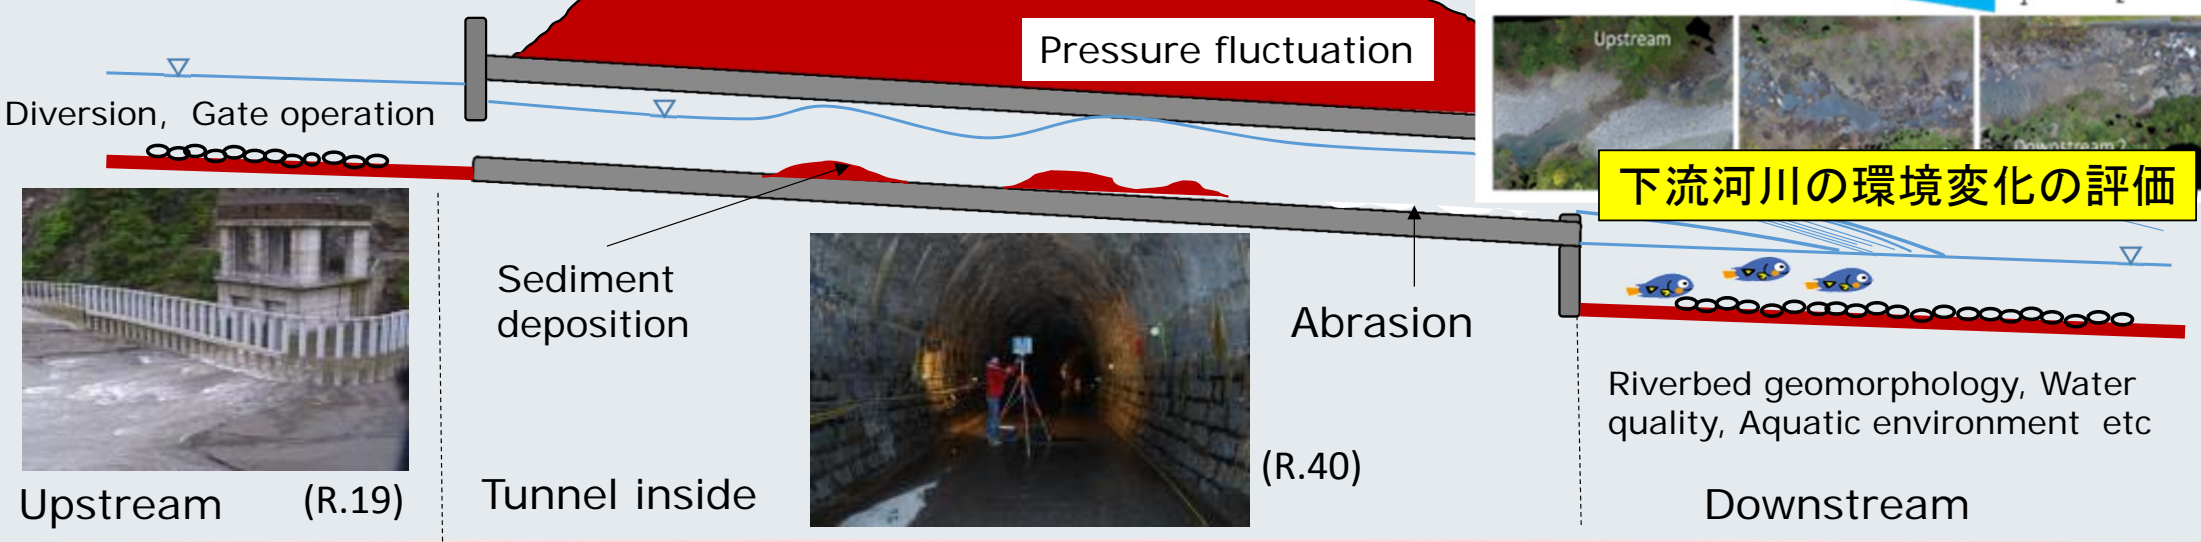 Pressure fluctuation
Upstream
Diversion, Gate operation
下流河川の環境変化の評価
Sediment
deposition
Abrasion
Riverbed geomorphology, Water
quality, Aquatic environment etc
(R.40)
Upstream
(R.19)
Tunnel inside
Downstream